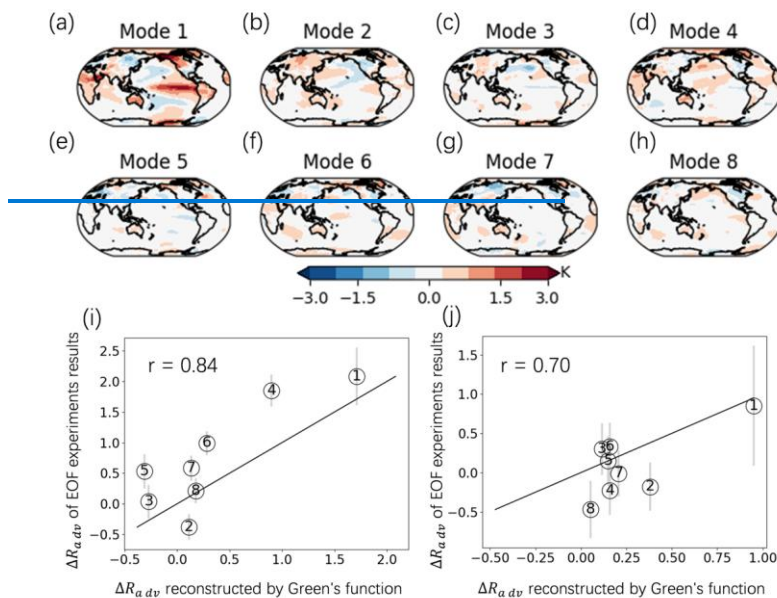 (a) Mode 1 (b) Mode 2 (c) Mode 3 (d) Mode 4
(e) Mode 5 (f) Mode 6 (g) Mode 7 (h) Mode 8
−3.0 −1.5 0.0 1.5 3.0 K
(i)
r = 0.84
2.5
2.0
1.5
1.0
0.5
0.0
−0.5
1
4
6
5
7
8
3
2
−0.5 0.0 0.5 1.0 1.5 2.0
ΔR_adv of EOF experiments results
ΔR_adv reconstructed by Green's function
(j)
r = 0.70
1.5
1.0
0.5
0.0
−0.5
1
3
6
5
7
4
2
8
−0.50 −0.25 0.00 0.25 0.50 0.75 1.00
ΔR_adv of EOF experiments results
ΔR_adv reconstructed by Green's function